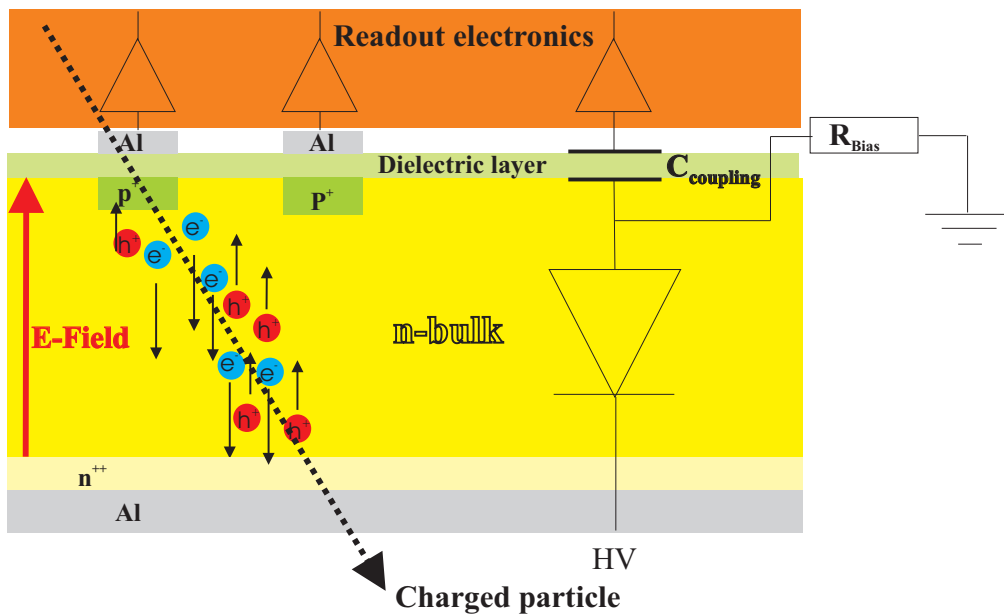 Readout electronics
Al
Al
Dielectric layer
C coupling
R Bias
p+
P+
h+
e-
e-
e-
h+
h+
E-Field
n-bulk
e-
e-
h+
h+
n++
Al
HV
Charged particle